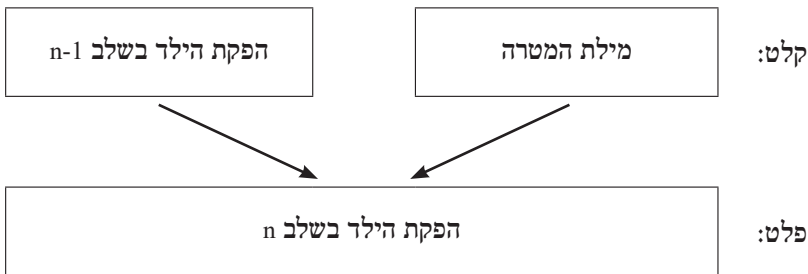 קלט: מילת המטרה הפקת הילד בשלב n-1
פלט: הפקת הילד בשלב n